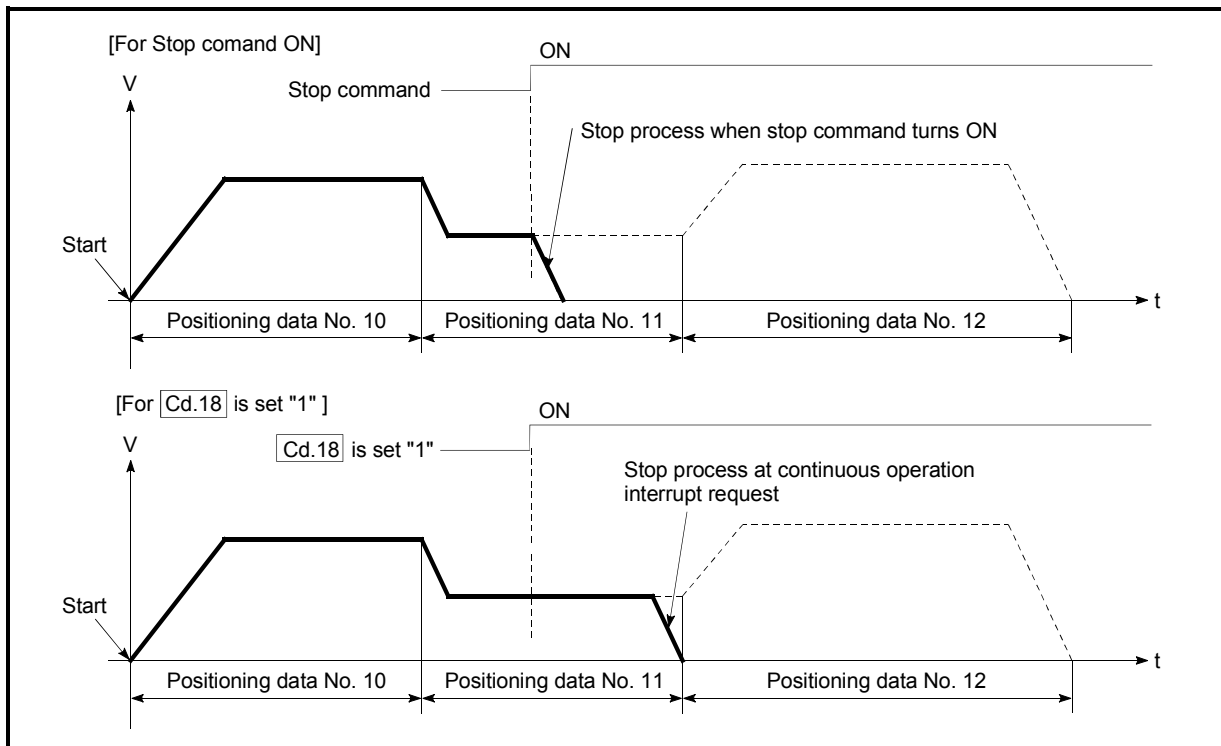 [For Stop comand ON]
ON
V
Stop command
Stop process when stop command turns ON
Start
t
Positioning data No. 10
Positioning data No. 11
Positioning data No. 12
[For Cd.18 is set "1" ]
ON
V
Cd.18 is set "1"
Stop process at continuous operation
interrupt request
Start
t
Positioning data No. 10
Positioning data No. 11
Positioning data No. 12